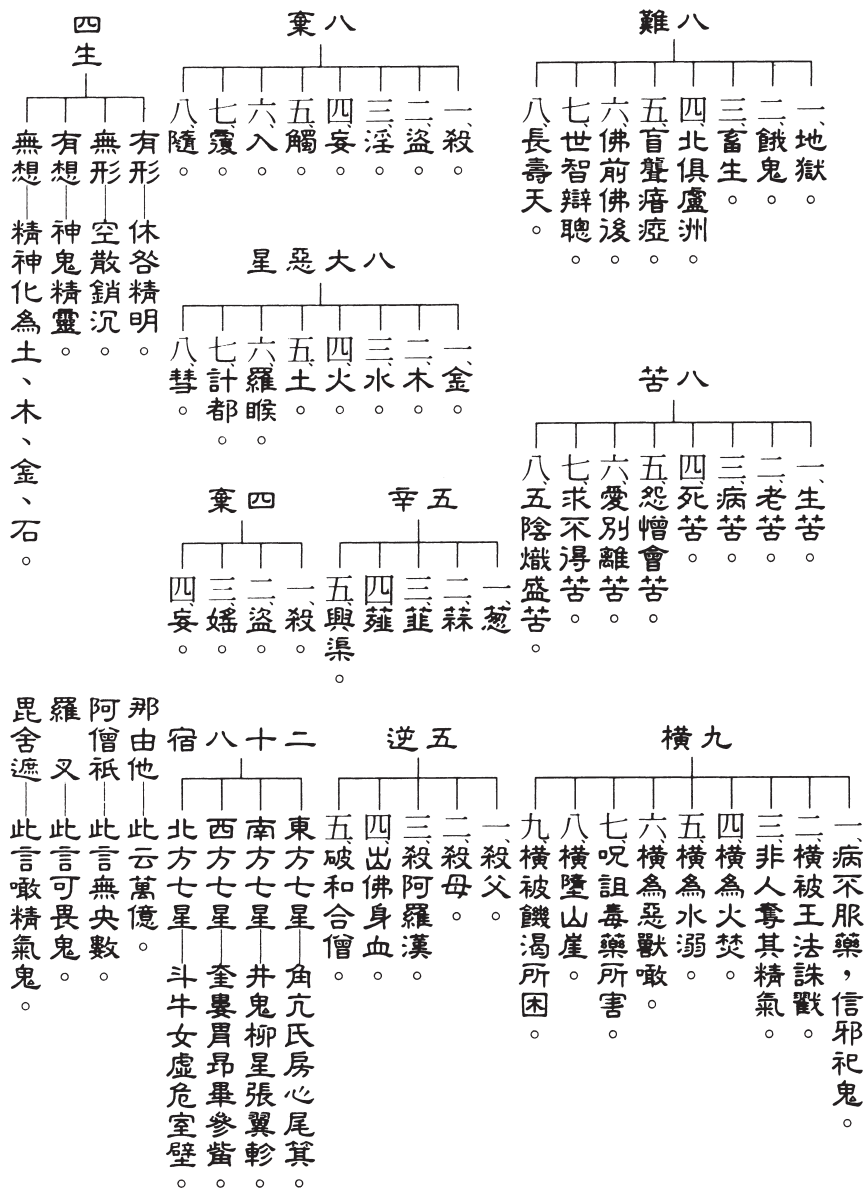 八難
一、地獄。
二、餓鬼。
三、畜生。
四、北俱盧洲。
五、盲聾瘖瘂。
六、佛前佛後。
七、世智辯聰。
八、長壽天。
八苦
一、生苦。
二、老苦。
三、病苦。
四、死苦。
五、怨憎會苦。
六、愛別離苦。
七、求不得苦。
八、五陰熾盛苦。
九橫
一、病不服藥，信邪祀鬼。
二、橫被王法誅戮。
三、非人奪其精氣。
四、橫為火焚。
五、橫為水溺。
六、橫為惡獸噉。
七、呪詛毒藥所害。
八、橫墮山崖。
九、橫被饑渴所困。
八棄
一、殺。
二、盜。
三、淫。
四、妄。
五、觸。
六、入。
七、覆。
八、隨。
八大惡星
一、金。
二、木。
三、水。
四、火。
五、土。
六、羅睺。
七、計都。
八、彗。
五辛
一、葱
二、蒜
三、韮
四、薤
五、興渠。
四棄
一、殺。
二、盜。
三、婬。
四、妄。
五逆
一、殺父。
二、殺母。
三、殺阿羅漢。
四、出佛身血。
五、破和合僧。
二十八宿
東方七星—角亢氐房心尾箕。
南方七星—井鬼柳星張翼軫。
西方七星—奎婁胃昂畢參觜。
北方七星—斗牛女虛危室壁。
四生
有形—休咎精明。
無形—空散銷沉。
有想—神鬼精靈。
無想—精神化為土、木、金、石。
那由他—此云萬億。
阿僧祇—此言無央數。
羅　叉—此言可畏鬼。
毘舍遮—此言噉精氣鬼。